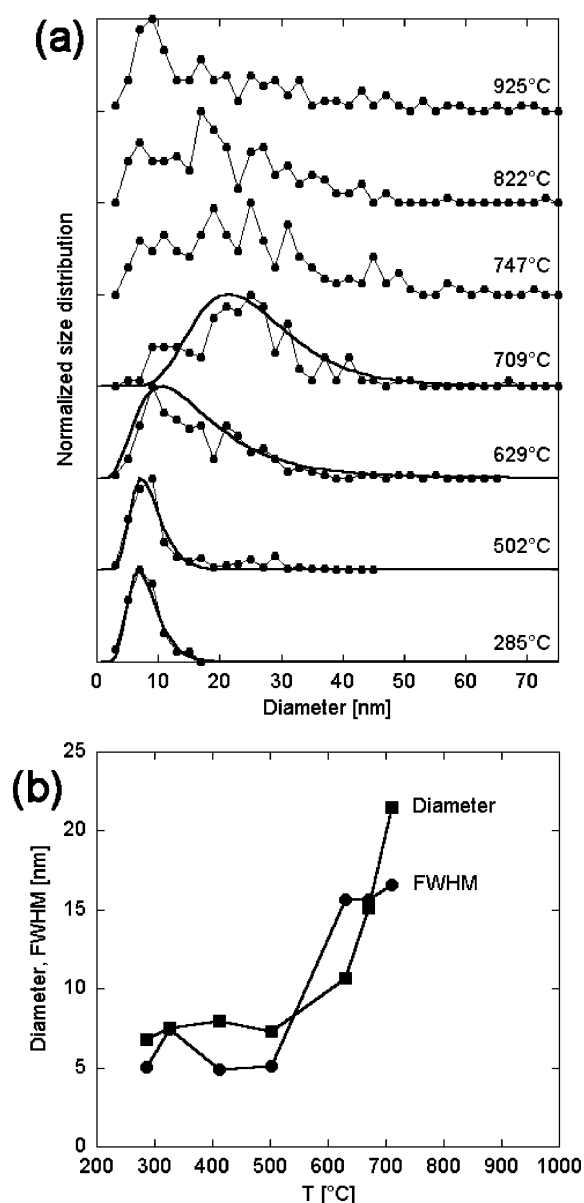 (a)
925°C
822°C
747°C
709°C
629°C
502°C
285°C
Normalized size distribution
0 10 20 30 40 50 60 70
Diameter [nm]
(b)
25
20
15
10
5
0
Diameter, FWHM [nm]
Diameter
FWHM
200 300 400 500 600 700 800 900 1000
T [°C]